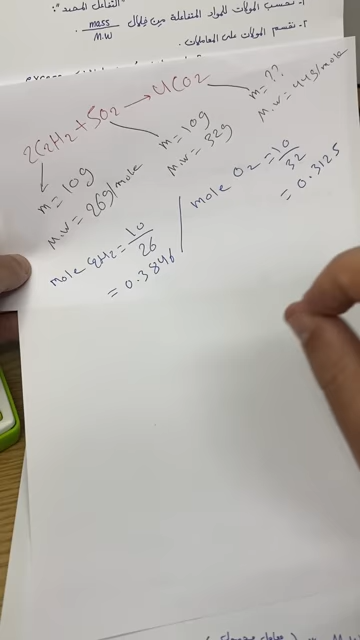 "التفاعل المحدد":
١- نحسب المولات للمواد المتفاعلة من خلال mass / M.W
٢- نقسم المولات على المعاملات.
2C2H2 + 5O2 → 4CO2
m = 10g
M.W = 26g/mole
m = 10g
M.W = 32g
m = ??
M.W = 44g/mole
mole C2H2 = 10/26
= 0.3846
mole O2 = 10/32
= 0.3125